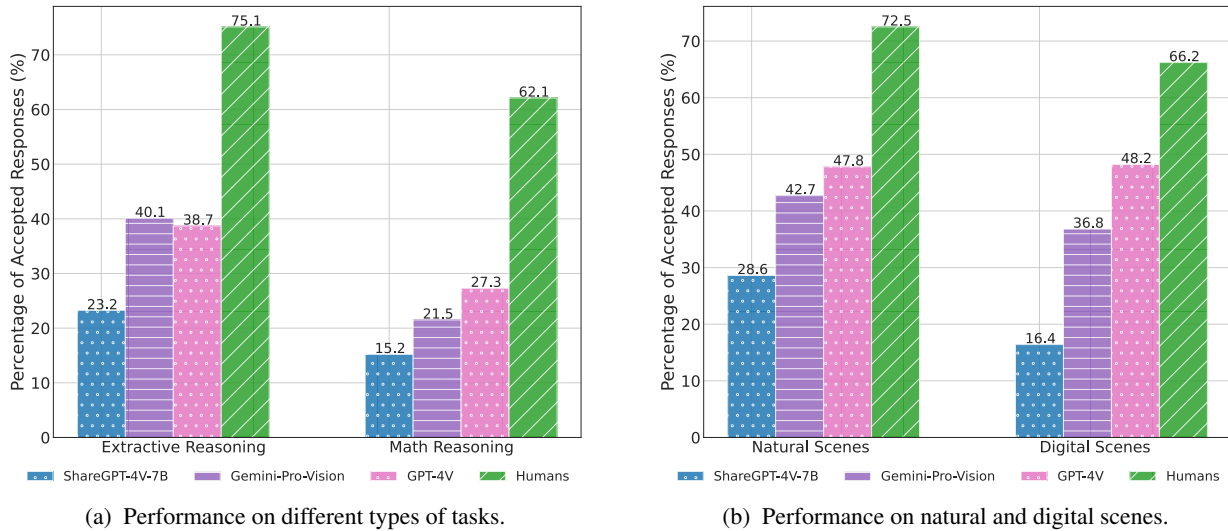 Percentage of Accepted Responses (%)
70
60
50
40
30
20
10
0
23.2
40.1
38.7
75.1
15.2
21.5
27.3
62.1
Extractive Reasoning
Math Reasoning
ShareGPT-4V-7B
Gemini-Pro-Vision
GPT-4V
Humans
(a) Performance on different types of tasks.
Percentage of Accepted Responses (%)
70
60
50
40
30
20
10
0
28.6
42.7
47.8
72.5
16.4
36.8
48.2
66.2
Natural Scenes
Digital Scenes
ShareGPT-4V-7B
Gemini-Pro-Vision
GPT-4V
Humans
(b) Performance on natural and digital scenes.